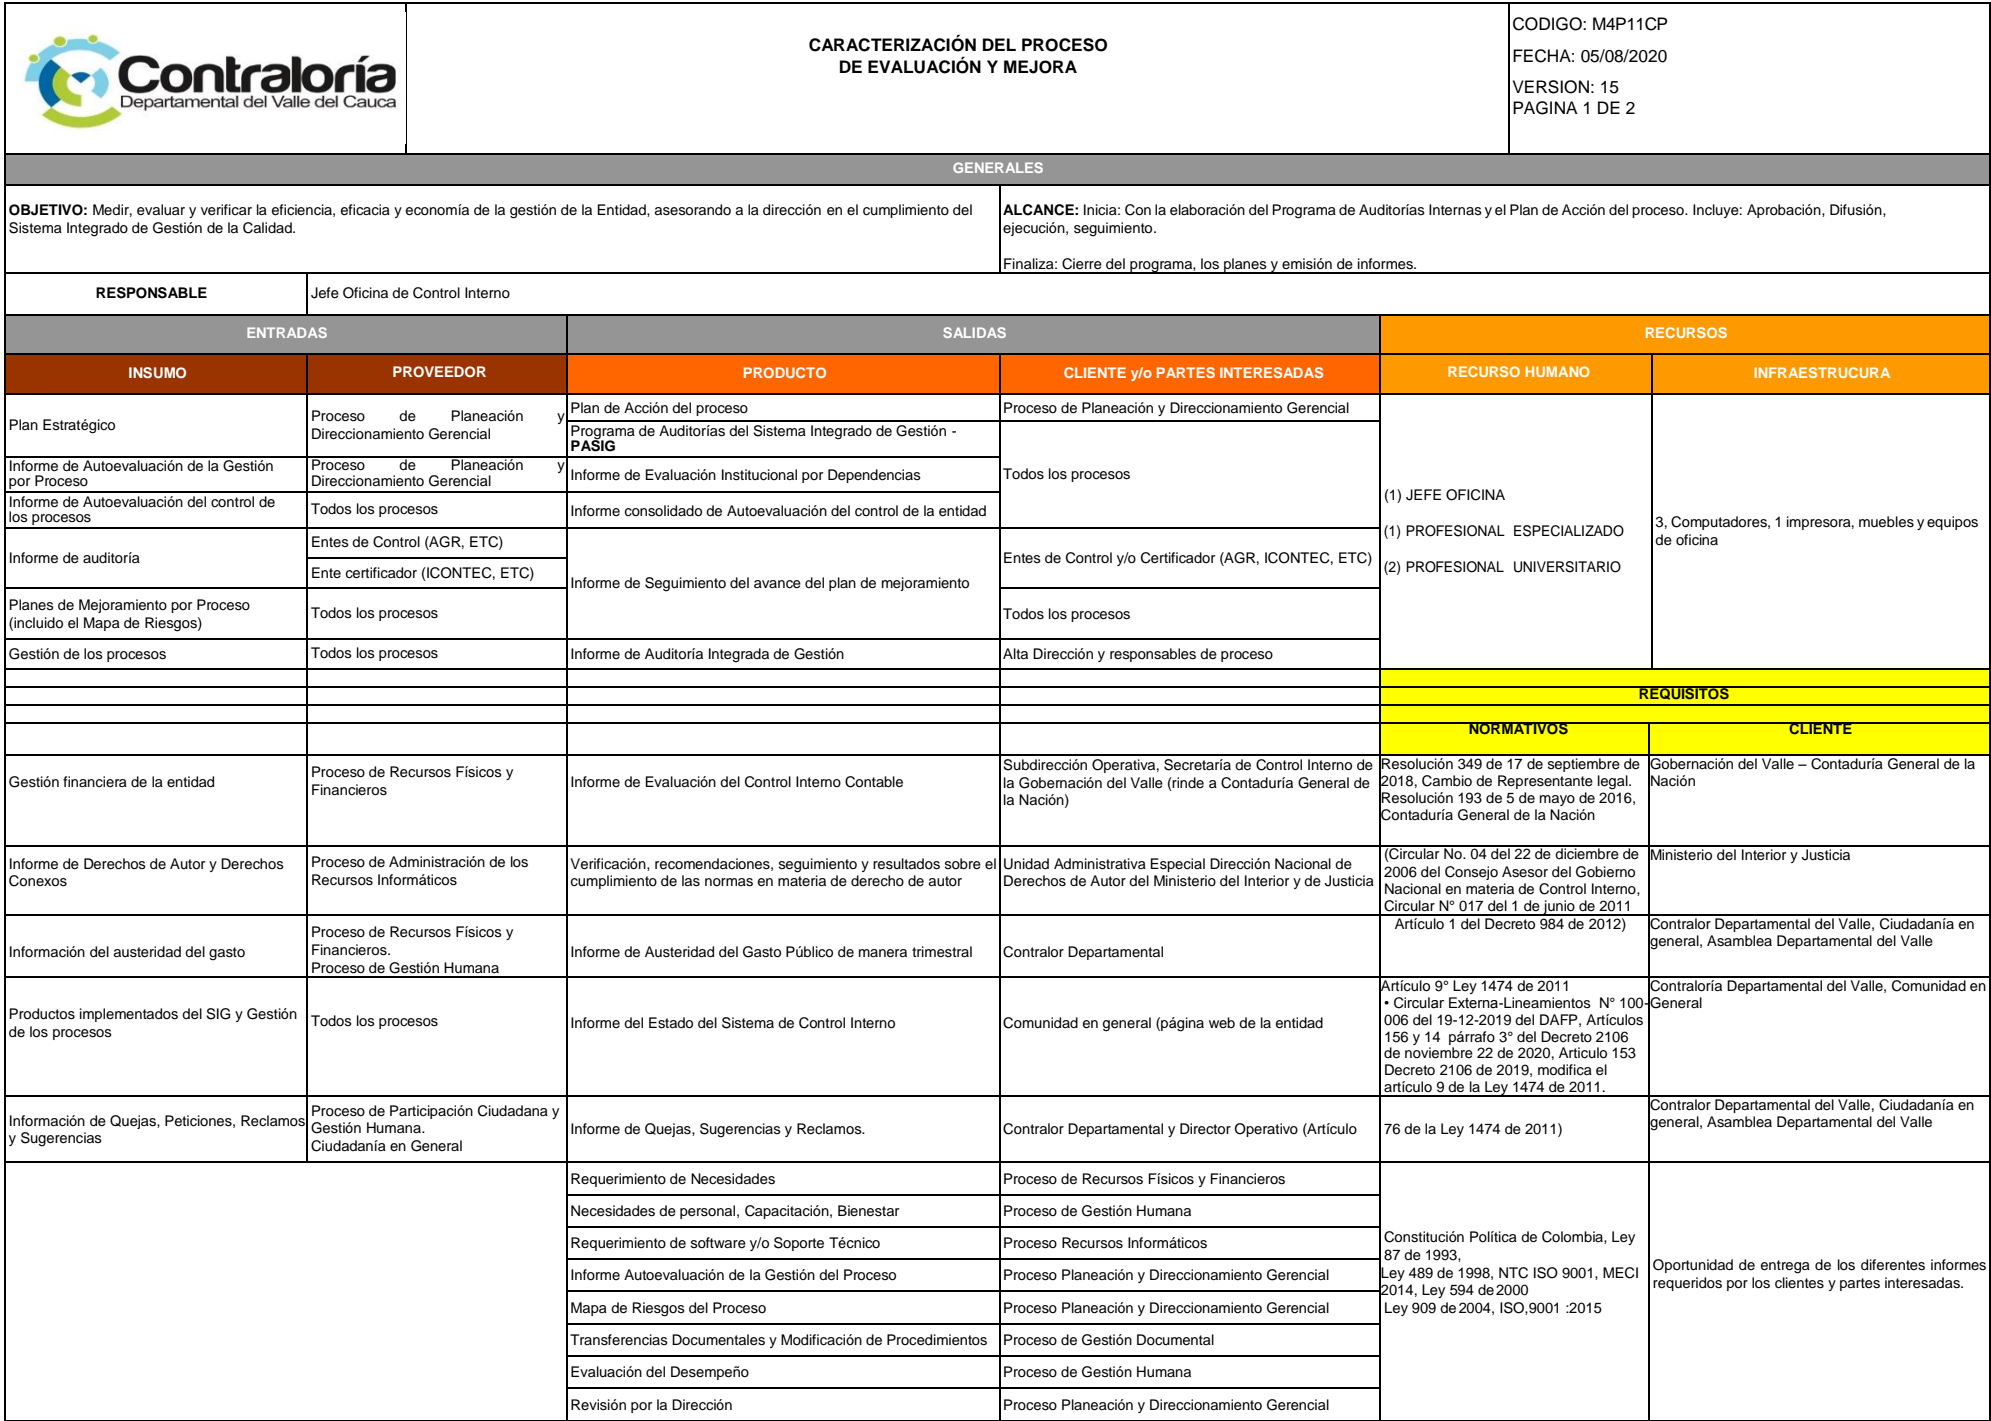 Contraloría
Departamental del Valle del Cauca
CARACTERIZACIÓN DEL PROCESO
DE EVALUACIÓN Y MEJORA
CODIGO: M4P11CP
FECHA: 05/08/2020
VERSION: 15
PAGINA 1 DE 2
GENERALES
OBJETIVO: Medir, evaluar y verificar la eficiencia, eficacia y economía de la gestión de la Entidad, asesorando a la dirección en el cumplimiento del
Sistema Integrado de Gestión de la Calidad.
ALCANCE: Inicia: Con la elaboración del Programa de Auditorías Internas y el Plan de Acción del proceso. Incluye: Aprobación, Difusión,
ejecución, seguimiento.
Finaliza: Cierre del programa, los planes y emisión de informes.
RESPONSABLE
Jefe Oficina de Control Interno
ENTRADAS
SALIDAS
RECURSOS
INSUMO
PROVEEDOR
PRODUCTO
CLIENTE y/o PARTES INTERESADAS
RECURSO HUMANO
INFRAESTRUCURA
Plan Estratégico
Proceso de Planeación y
Direccionamiento Gerencial
Plan de Acción del proceso
Proceso de Planeación y Direccionamiento Gerencial
Programa de Auditorías del Sistema Integrado de Gestión -
PASIG
Todos los procesos
Informe de Autoevaluación de la Gestión
por Proceso
Proceso de Planeación y
Direccionamiento Gerencial
Informe de Evaluación Institucional por Dependencias
Informe de Autoevaluación del control de
los procesos
Todos los procesos
Informe consolidado de Autoevaluación del control de la entidad
(1) JEFE OFICINA
(1) PROFESIONAL ESPECIALIZADO
(2) PROFESIONAL UNIVERSITARIO
3, Computadores, 1 impresora, muebles y equipos
de oficina
Informe de auditoría
Entes de Control (AGR, ETC)
Ente certificador (ICONTEC, ETC)
Informe de Seguimiento del avance del plan de mejoramiento
Entes de Control y/o Certificador (AGR, ICONTEC, ETC)
Planes de Mejoramiento por Proceso
(incluido el Mapa de Riesgos)
Todos los procesos
Todos los procesos
Gestión de los procesos
Todos los procesos
Informe de Auditoría Integrada de Gestión
Alta Dirección y responsables de proceso
REQUISITOS
NORMATIVOS
CLIENTE
Gestión financiera de la entidad
Proceso de Recursos Físicos y
Financieros
Informe de Evaluación del Control Interno Contable
Subdirección Operativa, Secretaría de Control Interno de
la Gobernación del Valle (rinde a Contaduría General de
la Nación)
Resolución 349 de 17 de septiembre de
2018, Cambio de Representante legal.
Resolución 193 de 5 de mayo de 2016,
Contaduría General de la Nación
Gobernación del Valle – Contaduría General de la
Nación
Informe de Derechos de Autor y Derechos
Conexos
Proceso de Administración de los
Recursos Informáticos
Verificación, recomendaciones, seguimiento y resultados sobre el
cumplimiento de las normas en materia de derecho de autor
Unidad Administrativa Especial Dirección Nacional de
Derechos de Autor del Ministerio del Interior y de Justicia
(Circular No. 04 del 22 de diciembre de
2006 del Consejo Asesor del Gobierno
Nacional en materia de Control Interno,
Circular N° 017 del 1 de junio de 2011
Ministerio del Interior y Justicia
Información del austeridad del gasto
Proceso de Recursos Físicos y
Financieros.
Proceso de Gestión Humana
Informe de Austeridad del Gasto Público de manera trimestral
Contralor Departamental
Artículo 1 del Decreto 984 de 2012)
Contralor Departamental del Valle, Ciudadanía en
general, Asamblea Departamental del Valle
Productos implementados del SIG y Gestión
de los procesos
Todos los procesos
Informe del Estado del Sistema de Control Interno
Comunidad en general (página web de la entidad
Artículo 9° Ley 1474 de 2011
• Circular Externa-Lineamientos N° 100-
006 del 19-12-2019 del DAFP, Artículos
156 y 14 párrafo 3° del Decreto 2106
de noviembre 22 de 2020, Articulo 153
Decreto 2106 de 2019, modifica el
artículo 9 de la Ley 1474 de 2011.
Contraloría Departamental del Valle, Comunidad en
General
Información de Quejas, Peticiones, Reclamos
y Sugerencias
Proceso de Participación Ciudadana y
Gestión Humana.
Ciudadanía en General
Informe de Quejas, Sugerencias y Reclamos.
Contralor Departamental y Director Operativo (Artículo
76 de la Ley 1474 de 2011)
Contralor Departamental del Valle, Ciudadanía en
general, Asamblea Departamental del Valle
Requerimiento de Necesidades
Proceso de Recursos Físicos y Financieros
Necesidades de personal, Capacitación, Bienestar
Proceso de Gestión Humana
Requerimiento de software y/o Soporte Técnico
Proceso Recursos Informáticos
Informe Autoevaluación de la Gestión del Proceso
Proceso Planeación y Direccionamiento Gerencial
Mapa de Riesgos del Proceso
Proceso Planeación y Direccionamiento Gerencial
Transferencias Documentales y Modificación de Procedimientos
Proceso de Gestión Documental
Evaluación del Desempeño
Proceso de Gestión Humana
Revisión por la Dirección
Proceso Planeación y Direccionamiento Gerencial
Constitución Política de Colombia, Ley
87 de 1993,
Ley 489 de 1998, NTC ISO 9001, MECI
2014, Ley 594 de 2000
Ley 909 de 2004, ISO,9001 :2015
Oportunidad de entrega de los diferentes informes
requeridos por los clientes y partes interesadas.